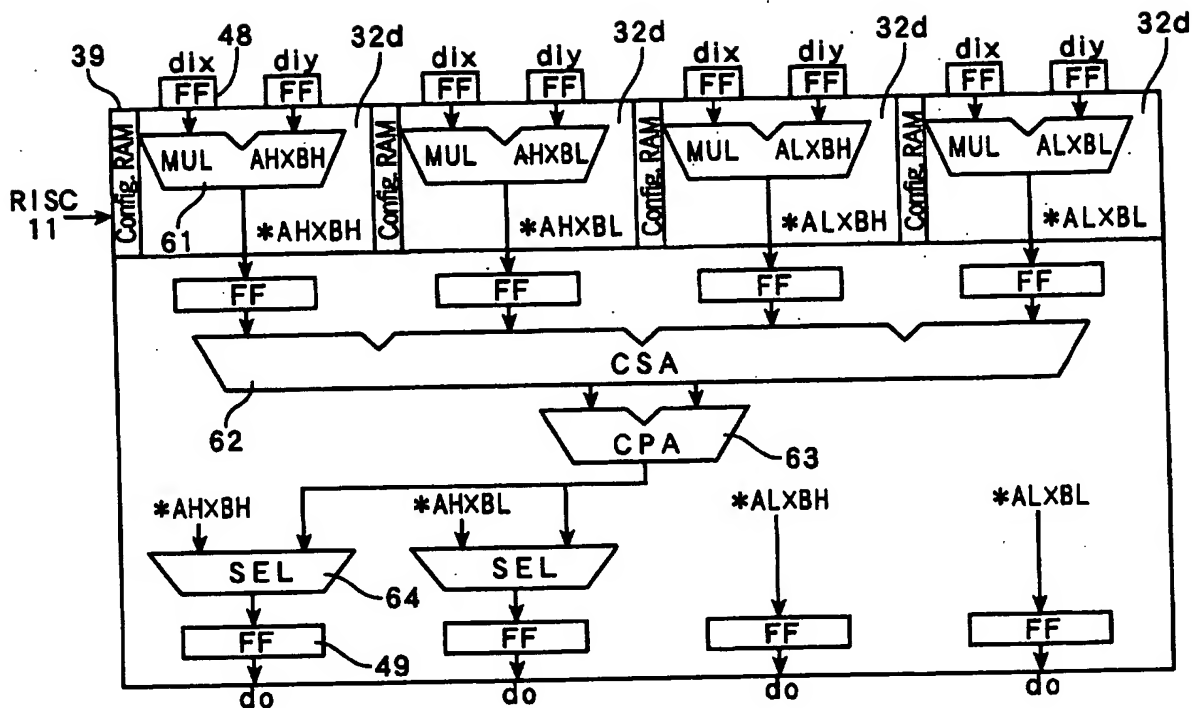 39
48
32d
32d
32d
32d
dix
diy
dix
diy
dix
diy
dix
diy
FF
FF
FF
FF
FF
FF
FF
FF
Config. RAM
MUL AHXBH
Config. RAM
MUL AHXBL
Config. RAM
MUL ALXBH
Config. RAM
MUL ALXBL
RISC
11
61
*AHXBH
*AHXBL
*ALXBH
*ALXBL
FF
FF
FF
FF
CSA
62
CPA
63
*AHXBH
*AHXBL
*ALXBH
*ALXBL
SEL
64
SEL
FF
49
FF
FF
FF
do
do
do
do